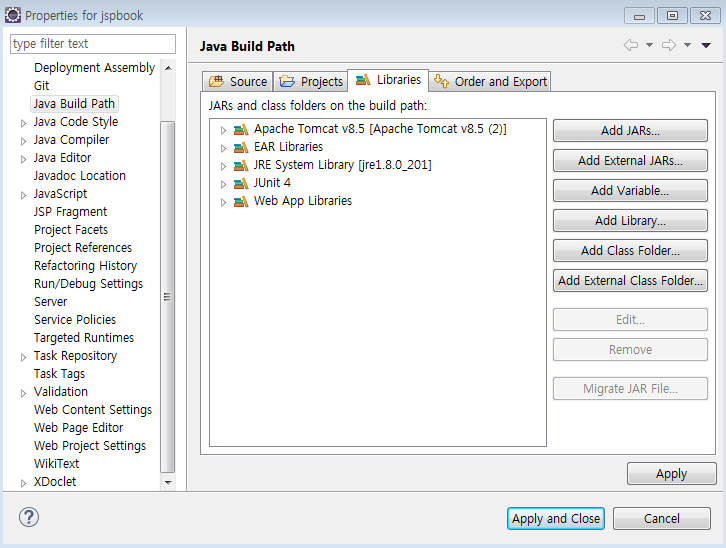 Properties for jspbook
type filter text
Deployment Assembly
Git
Java Build Path
Java Code Style
Java Compiler
Java Editor
Javadoc Location
JavaScript
JSP Fragment
Project Facets
Project References
Refactoring History
Run/Debug Settings
Server
Service Policies
Targeted Runtimes
Task Repository
Task Tags
Validation
Web Content Settings
Web Page Editor
Web Project Settings
WikiText
XDoclet
Java Build Path
Source
Projects
Libraries
Order and Export
JARs and class folders on the build path:
Apache Tomcat v8.5 [Apache Tomcat v8.5 (2)]
EAR Libraries
JRE System Library [jre1.8.0_201]
JUnit 4
Web App Libraries
Add JARs...
Add External JARs...
Add Variable...
Add Library...
Add Class Folder...
Add External Class Folder...
Edit...
Remove
Migrate JAR File...
Apply
?
Apply and Close
Cancel